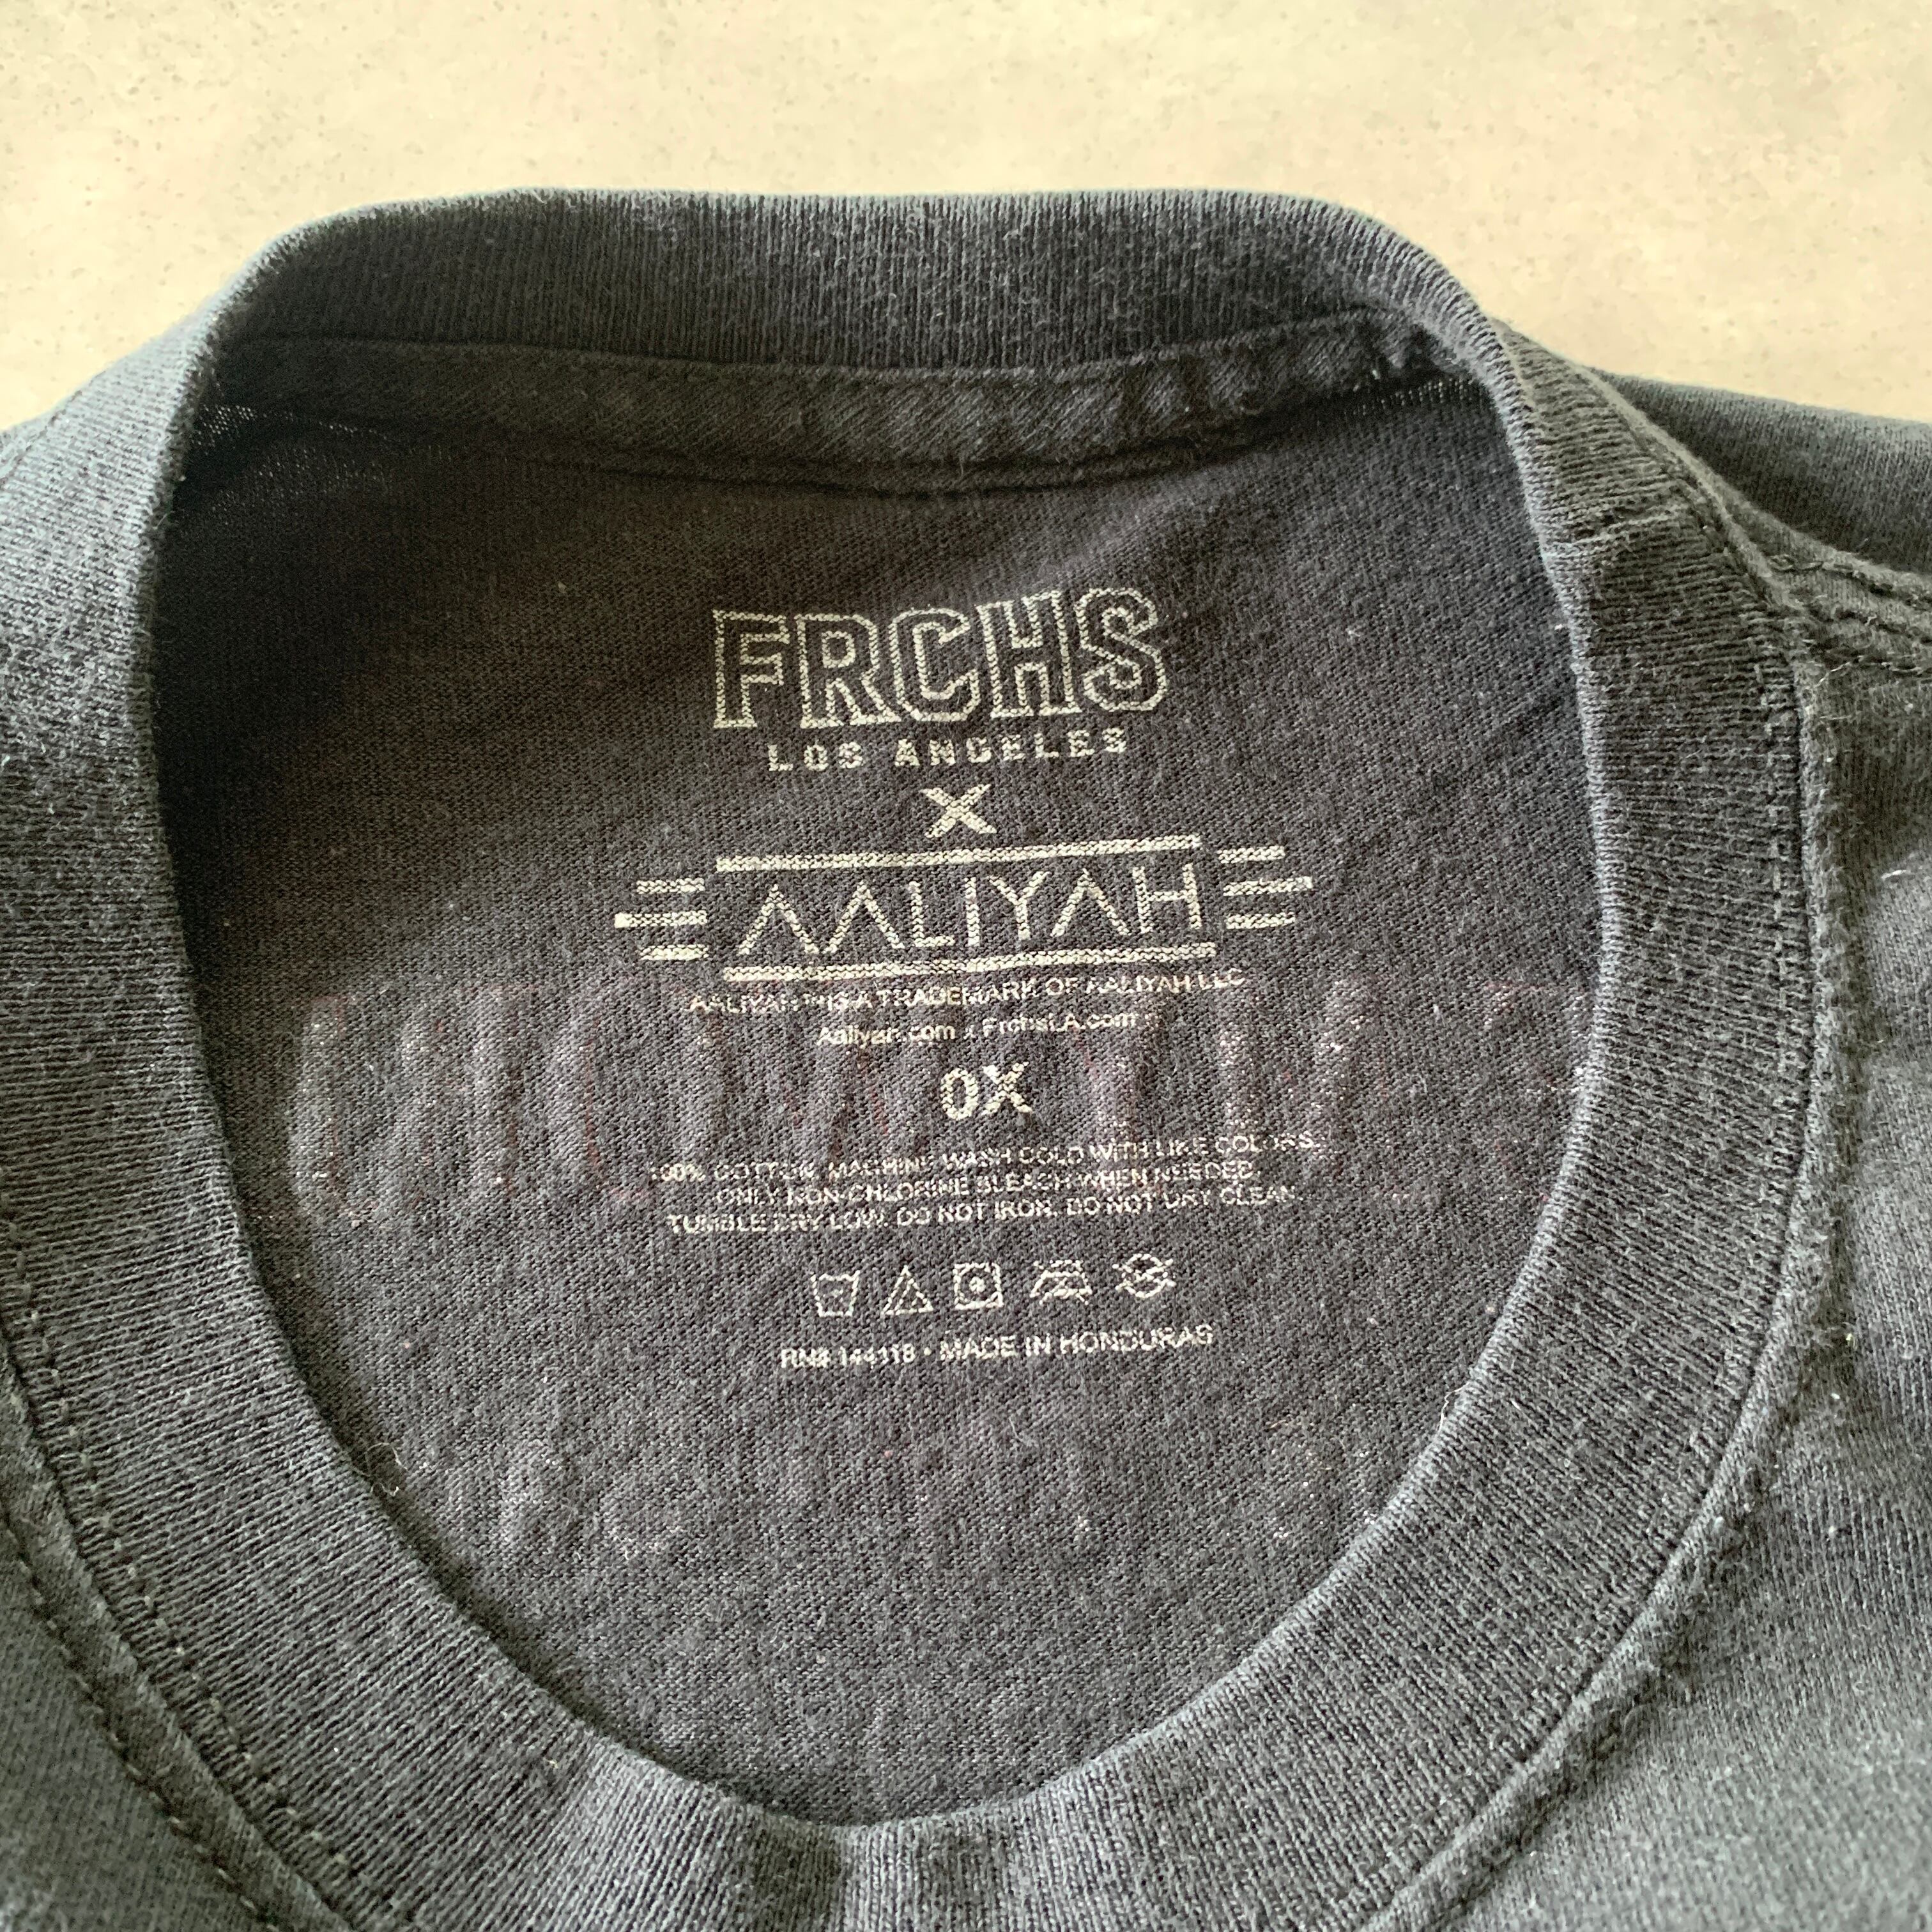 FRCHS
LOS ANGELES
X
AALIYAH
AALIYAH™ IS A TRADEMARK OF AALIYAH LLC
Aaliyah.com x FrchsLA.com
0X
100% COTTON. MACHINE WASH COLD WITH LIKE COLORS.
ONLY NON-CHLORINE BLEACH WHEN NEEDED.
TUMBLE DRY LOW. DO NOT IRON. DO NOT DRY CLEAN.
RN# 144118 • MADE IN HONDURAS